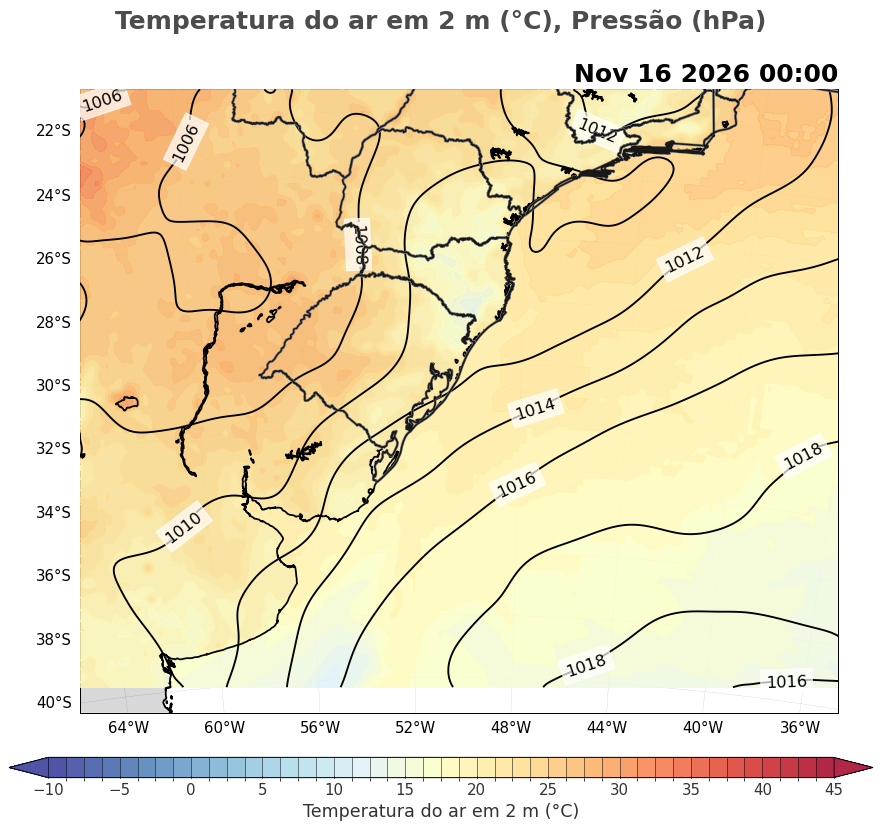 Temperatura do ar em 2 m (°C), Pressão (hPa)
Nov 16 2026 00:00
1006
1006
1012
22°S
24°S
1008
1012
26°S
28°S
30°S
1014
32°S
1018
1016
34°S
1010
36°S
38°S
1018
1016
40°S
64°W 60°W 56°W 52°W 48°W 44°W 40°W 36°W
−10 −5 0 5 10 15 20 25 30 35 40 45
Temperatura do ar em 2 m (°C)